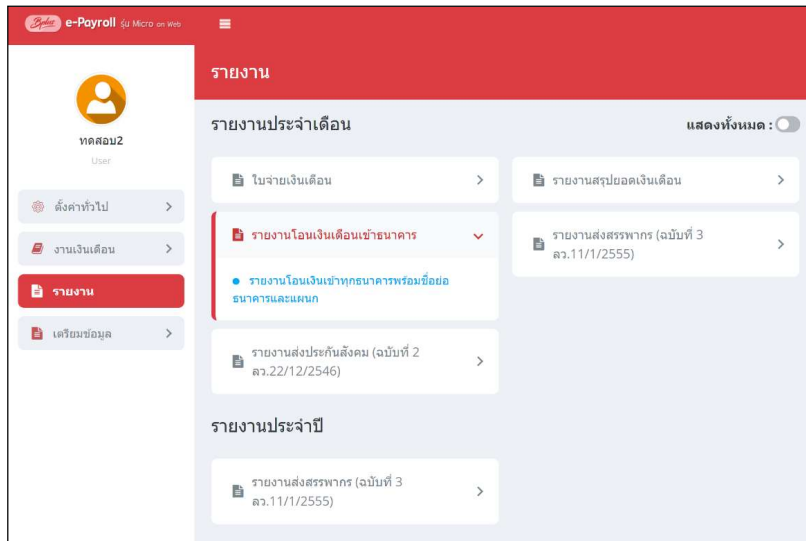 Bplus e-Payroll รุ่น Micro on Web
รายงาน
ทดสอบ2
User
ตั้งค่าทั่วไป
งานเงินเดือน
รายงาน
เตรียมข้อมูล
รายงานประจำเดือน
แสดงทั้งหมด :
ใบจ่ายเงินเดือน
รายงานสรุปยอดเงินเดือน
รายงานโอนเงินเดือนเข้าธนาคาร
รายงานโอนเงินเข้าทุกธนาคารพร้อมชื่อย่อ
ธนาคารและแผนก
รายงานส่งสรรพากร (ฉบับที่ 3
ลว.11/1/2555)
รายงานส่งประกันสังคม (ฉบับที่ 2
ลว.22/12/2546)
รายงานประจำปี
รายงานส่งสรรพากร (ฉบับที่ 3
ลว.11/1/2555)